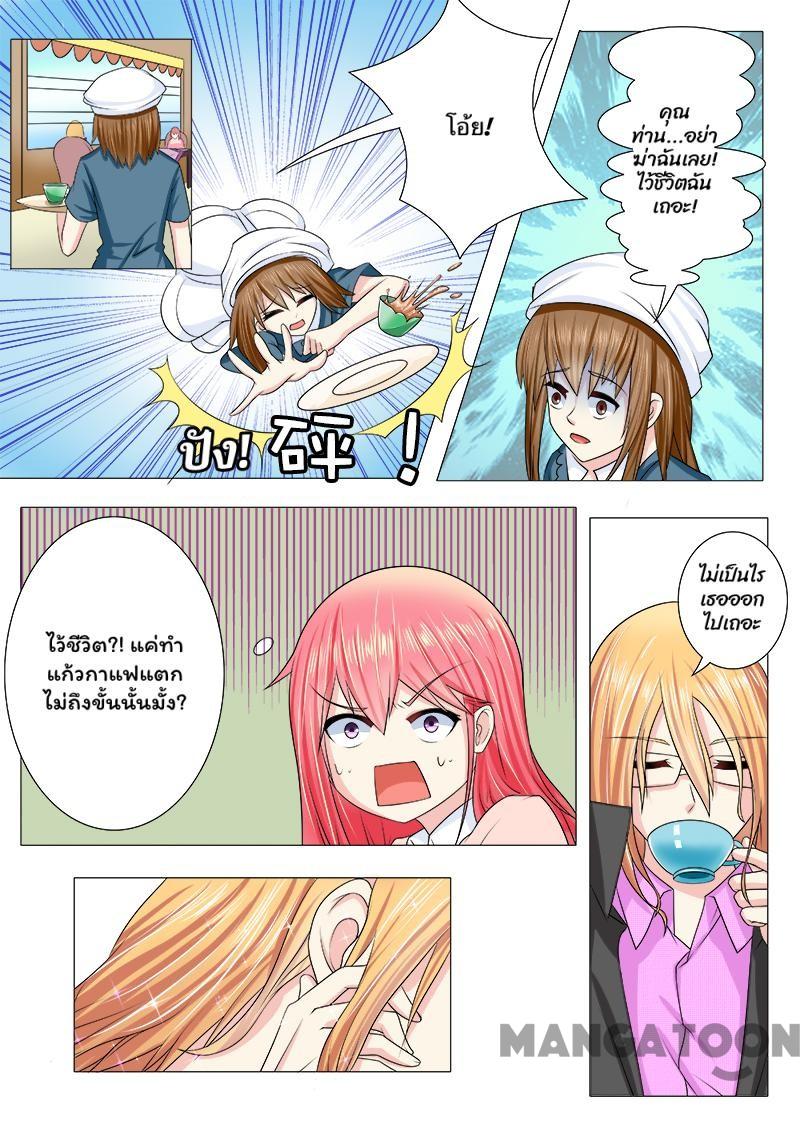 โอ้ย!
คุณ
ท่าน...อย่า
ฆ่าฉันเลย!
ไว้ชีวิตฉัน
เถอะ!
ปัง! 砰!
ไว้ชีวิต?! แค่ทำ
แก้วกาแฟแตก
ไม่ถึงขั้นนั้นมั้ง?
ไม่เป็นไร
เธอออก
ไปเถอะ
MANGATOON